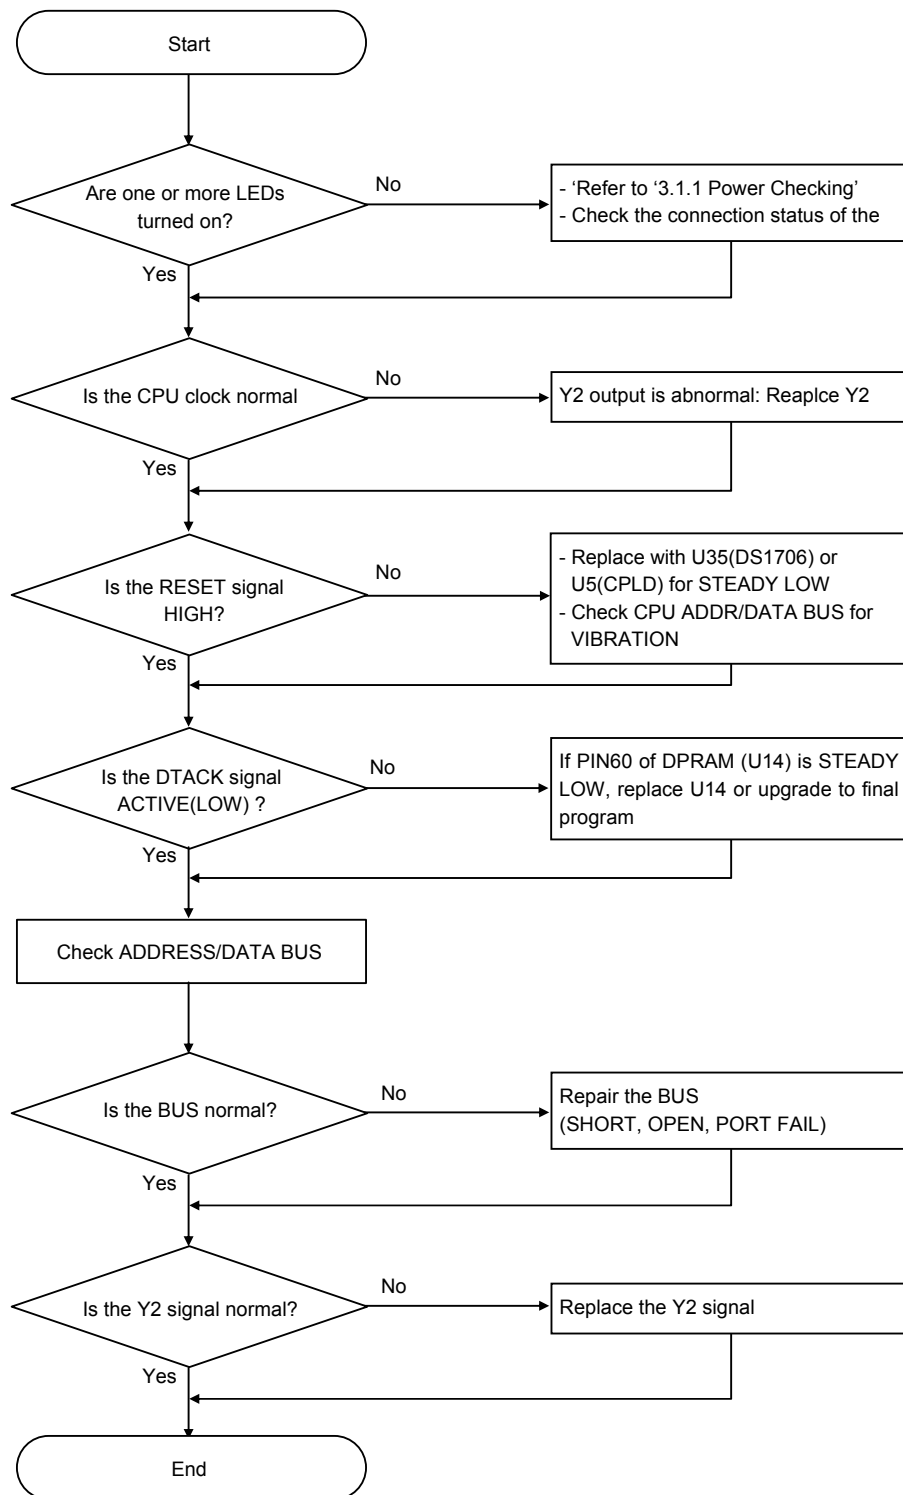 Start
Are one or more LEDs
turned on?
No
- ‘Refer to ‘3.1.1 Power Checking’
- Check the connection status of the
Yes
Is the CPU clock normal
No
Y2 output is abnormal: Reaplce Y2
Yes
Is the RESET signal
HIGH?
No
- Replace with U35(DS1706) or
U5(CPLD) for STEADY LOW
- Check CPU ADDR/DATA BUS for
VIBRATION
Yes
Is the DTACK signal
ACTIVE(LOW) ?
No
If PIN60 of DPRAM (U14) is STEADY
LOW, replace U14 or upgrade to final
program
Yes
Check ADDRESS/DATA BUS
Is the BUS normal?
No
Repair the BUS
(SHORT, OPEN, PORT FAIL)
Yes
Is the Y2 signal normal?
No
Replace the Y2 signal
Yes
End